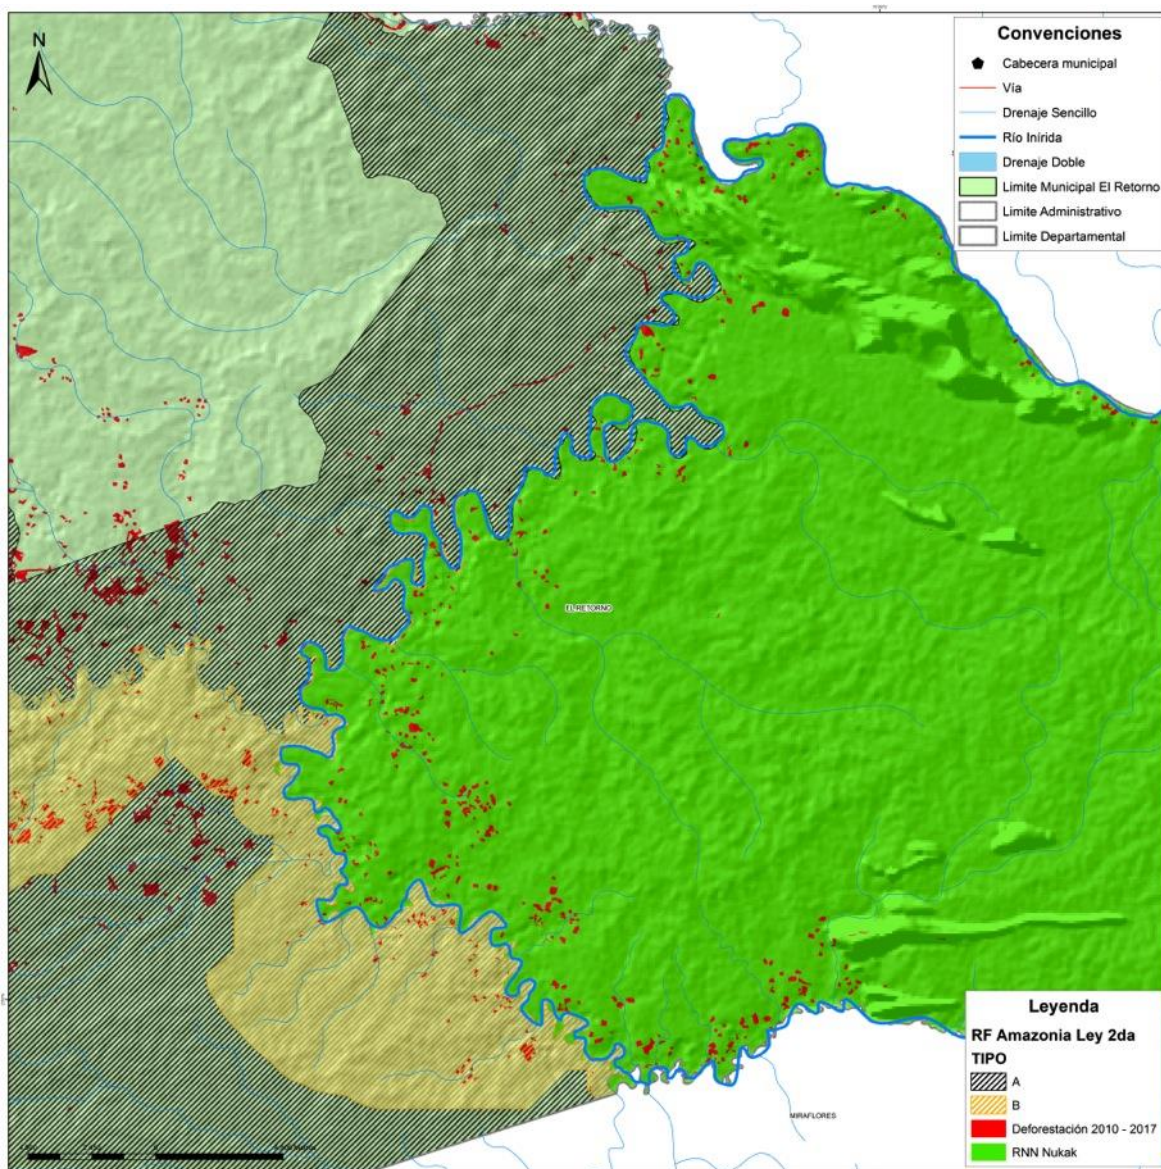 N
Convenciones
Cabecera municipal
Vía
Drenaje Sencillo
Río Inírida
Drenaje Doble
Limite Municipal El Retorno
Limite Administrativo
Limite Departamental
EL RETORNO
MIRAFLORES
Leyenda
RF Amazonia Ley 2da
TIPO
A
B
Deforestación 2010 - 2017
RNN Nukak